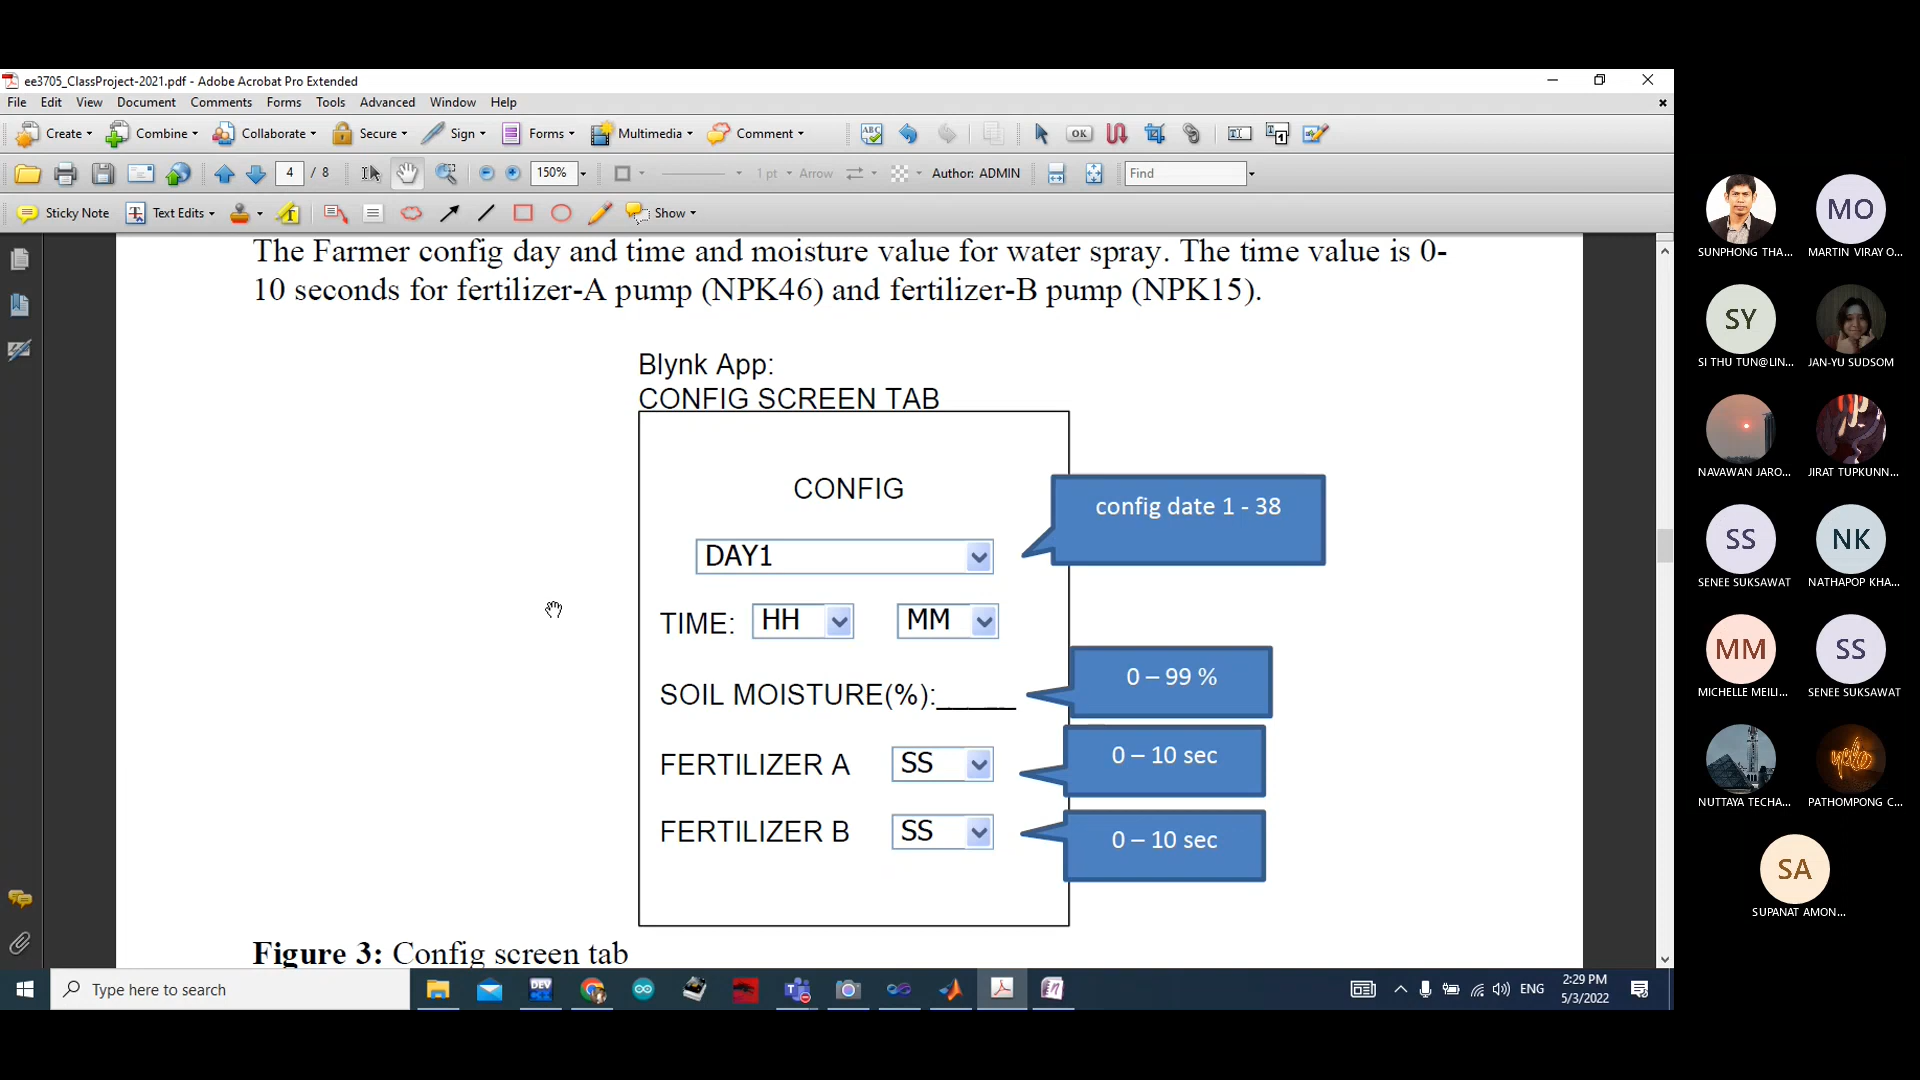 ee3705_ClassProject-2021.pdf - Adobe Acrobat Pro Extended
File Edit View Document Comments Forms Tools Advanced Window Help
Create Combine Collaborate Secure Sign Forms Multimedia Comment
4 / 8 150% 1 pt Arrow Author: ADMIN Find
Sticky Note Text Edits Show
The Farmer config day and time and moisture value for water spray. The time value is 0-
10 seconds for fertilizer-A pump (NPK46) and fertilizer-B pump (NPK15).
Blynk App:
CONFIG SCREEN TAB
CONFIG
config date 1 - 38
DAY1
TIME: HH MM
0 – 99 %
SOIL MOISTURE(%):_____
0 – 10 sec
FERTILIZER A SS
FERTILIZER B SS
0 – 10 sec
Figure 3: Config screen tab
Type here to search
ENG
2:29 PM
5/3/2022
SUNPHONG THA...
MO
MARTIN VIRAY O...
SY
SI THU TUN@LIN...
JAN-YU SUDSOM
NAVAWAN JARO...
JIRAT TUPKUNN...
SS
SENEE SUKSAWAT
NK
NATHAPOP KHA...
MM
MICHELLE MEILI...
SS
SENEE SUKSAWAT
NUTTAYA TECHA...
PATHOMPONG C...
SA
SUPANAT AMON...